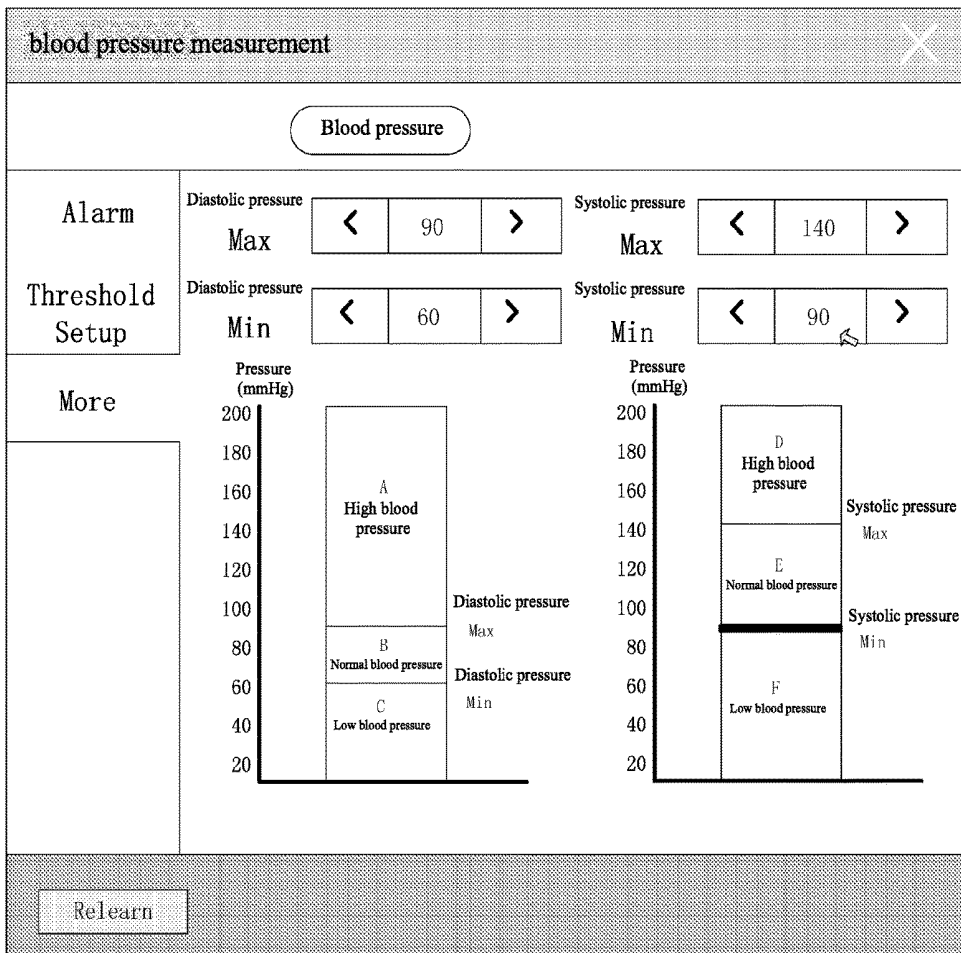 blood pressure measurement
Blood pressure
Alarm
Threshold
Setup
More
Diastolic pressure
Max
90
Systolic pressure
Max
140
Diastolic pressure
Min
60
Systolic pressure
Min
90
Pressure
(mmHg)
200
180
160
140
120
100
80
60
40
20
A
High blood
pressure
B
Normal blood pressure
C
Low blood pressure
Diastolic pressure
Max
Diastolic pressure
Min
Pressure
(mmHg)
200
180
160
140
120
100
80
60
40
20
D
High blood
pressure
E
Normal blood pressure
F
Low blood pressure
Systolic pressure
Max
Systolic pressure
Min
Relearn